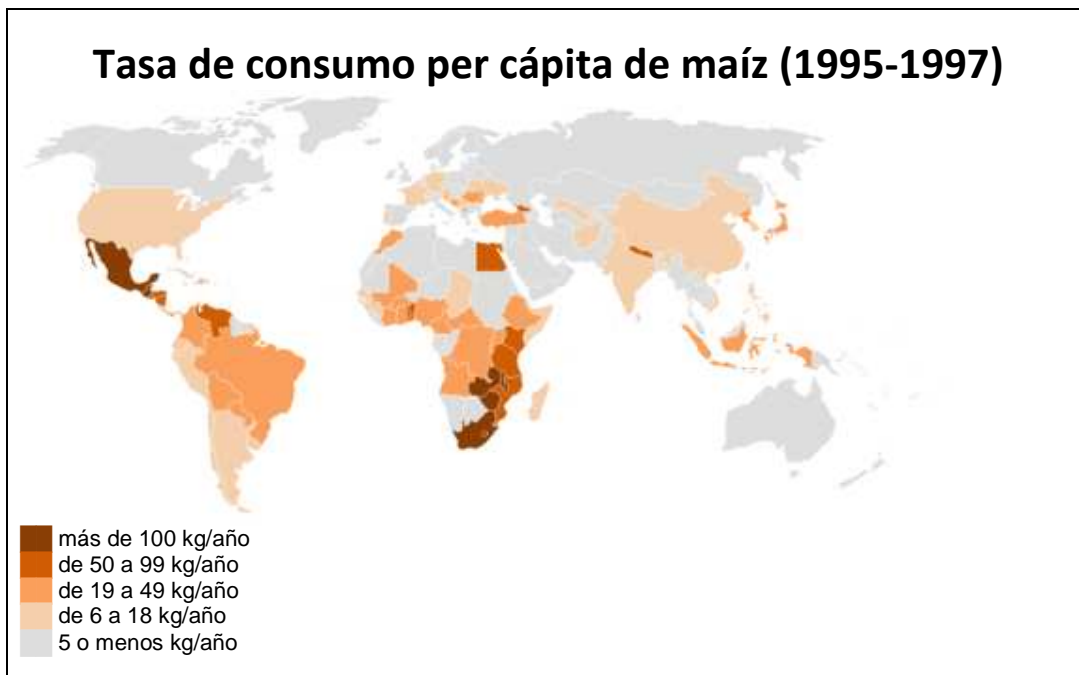 Tasa de consumo per cápita de maíz (1995-1997)
más de 100 kg/año
de 50 a 99 kg/año
de 19 a 49 kg/año
de 6 a 18 kg/año
5 o menos kg/año